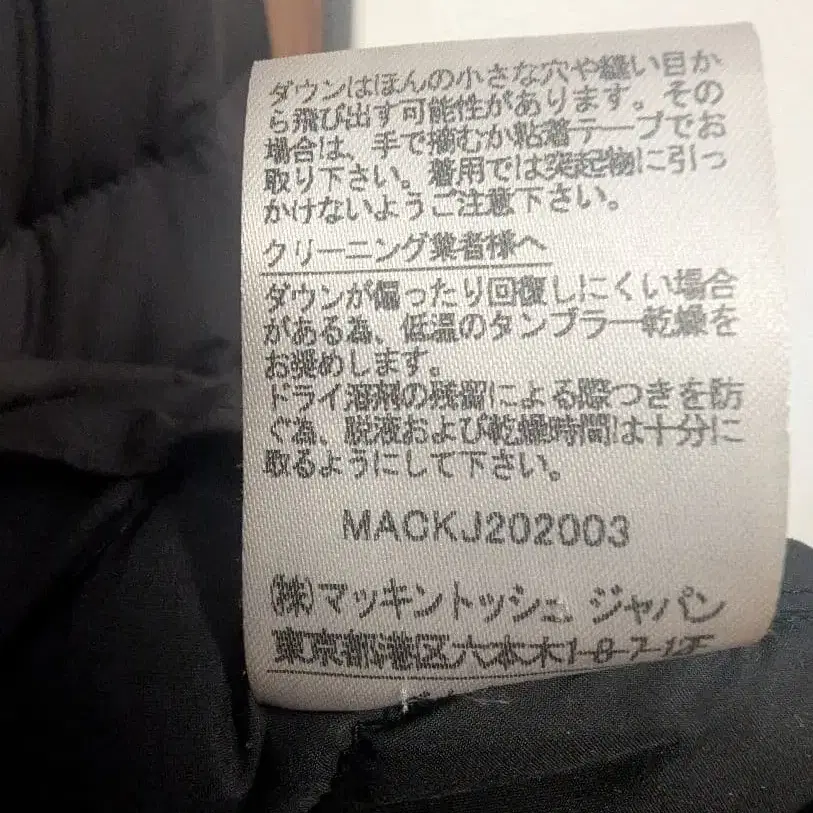 ダウンはほんの小さな穴や縫い目か
ら飛び出す可能性があります。その
場合は、手で摘むか粘着テープでお
取り下さい。着用では突起物に引っ
かけないようご注意下さい。
クリーニング業者様へ
ダウンが偏ったり回復しにくい場合
がある為、低温のタンブラー乾燥を
お奨めします。
ドライ溶剤の残留による際つきを防
ぐ為、脱液および乾燥時間は十分に
取るようにして下さい。
MACKJ202003
(株)マッキントッシュ ジャパン
東京都港区六本木1-8-7-12F